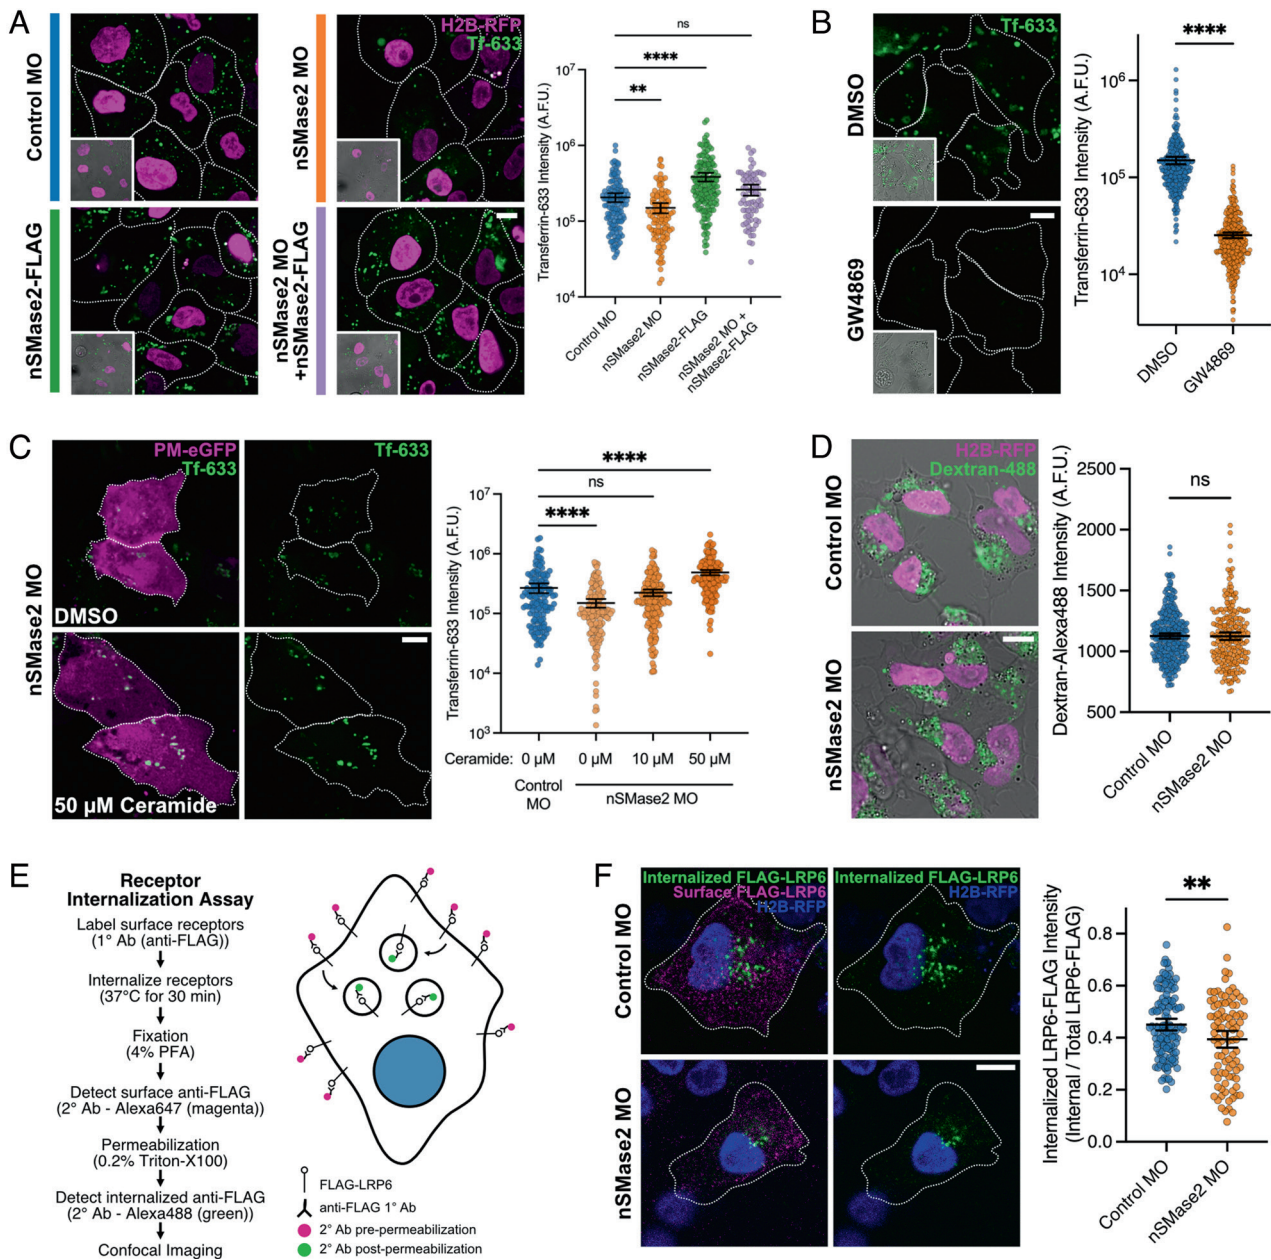 A
Control MO
nSMase2 MO
H2B-RFP
Tf-633
nSMase2-FLAG
nSMase2 MO
+nSMase2-FLAG
Transferrin-633 Intensity (A.F.U.)
10⁷
10⁶
10⁵
10⁴
ns
****
**
Control MO
nSMase2 MO
nSMase2-FLAG
nSMase2 MO +
nSMase2-FLAG
B
Tf-633
DMSO
GW4869
Transferrin-633 Intensity (A.F.U.)
10⁶
10⁵
10⁴
****
DMSO
GW4869
C
nSMase2 MO
PM-eGFP
Tf-633
Tf-633
DMSO
50 µM Ceramide
Transferrin-633 Intensity (A.F.U.)
10⁷
10⁶
10⁵
10⁴
10³
****
ns
****
Ceramide: 0 µM 0 µM 10 µM 50 µM
Control
MO
nSMase2 MO
D
H2B-RFP
Dextran-488
Control MO
nSMase2 MO
Dextran-Alexa488 Intensity (A.F.U.)
2500
2000
1500
1000
500
ns
Control MO
nSMase2 MO
E
Receptor
Internalization Assay
Label surface receptors
(1° Ab (anti-FLAG))
Internalize receptors
(37°C for 30 min)
Fixation
(4% PFA)
Detect surface anti-FLAG
(2° Ab - Alexa647 (magenta))
Permeabilization
(0.2% Triton-X100)
Detect internalized anti-FLAG
(2° Ab - Alexa488 (green))
Confocal Imaging
FLAG-LRP6
anti-FLAG 1° Ab
2° Ab pre-permeabilization
2° Ab post-permeabilization
F
Control MO
nSMase2 MO
Internalized FLAG-LRP6
Surface FLAG-LRP6
H2B-RFP
Internalized FLAG-LRP6
H2B-RFP
Internalized LRP6-FLAG Intensity
(Internal / Total LRP6-FLAG)
0.8
0.6
0.4
0.2
0.0
**
Control MO
nSMase2 MO